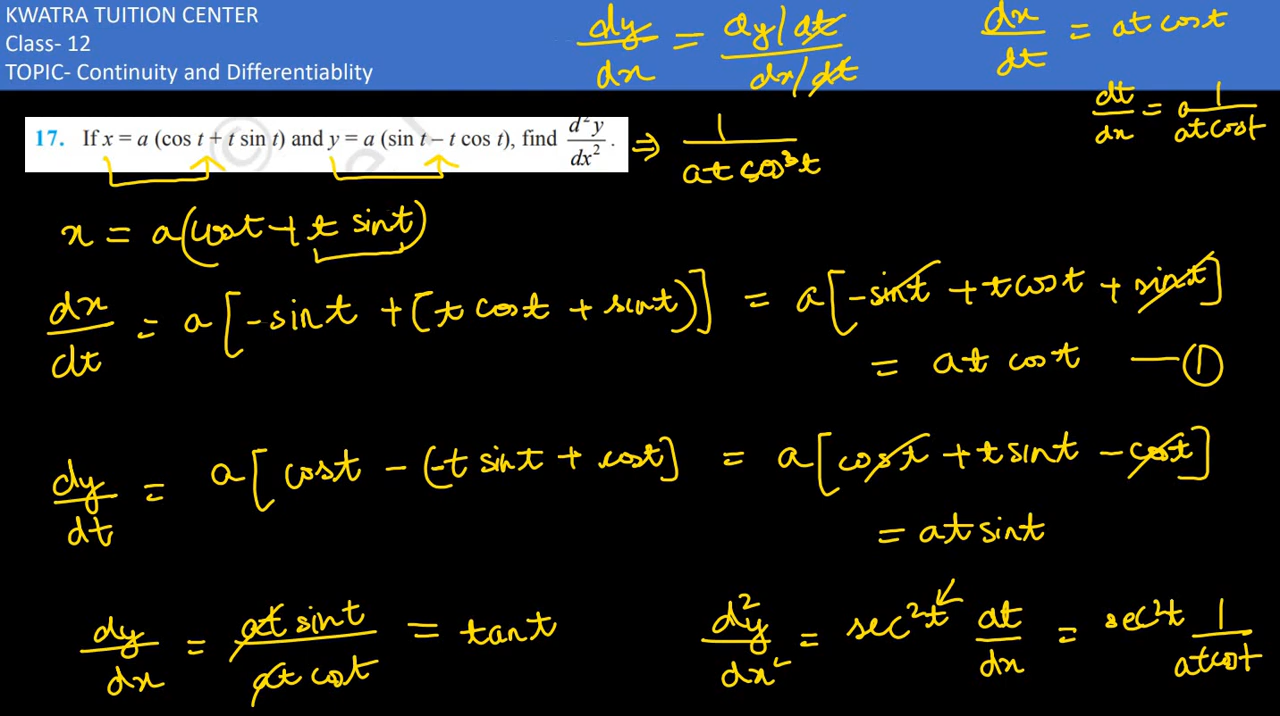 KWATRA TUITION CENTER
Class- 12
TOPIC- Continuity and Differentiablity
dy/dx = dy/dt / dx/dt
dx/dt = at cost
dt/dx = 1/at cost
17. If x = a (cos t + t sin t) and y = a (sin t – t cos t), find d²y/dx².
⇒ 1/at cos³t
x = a(cost + t sint)
dx/dt = a[-sint + (t cost + sint)] = a[-sint + t cost + sint]
= at cost —①
dy/dt = a[cost - (-t sint + cost] = a[cost + t sint - cost]
= at sint
dy/dx = at sint/at cost = tant
d²y/dx² = sec²t dt/dx = sec²t 1/at cost